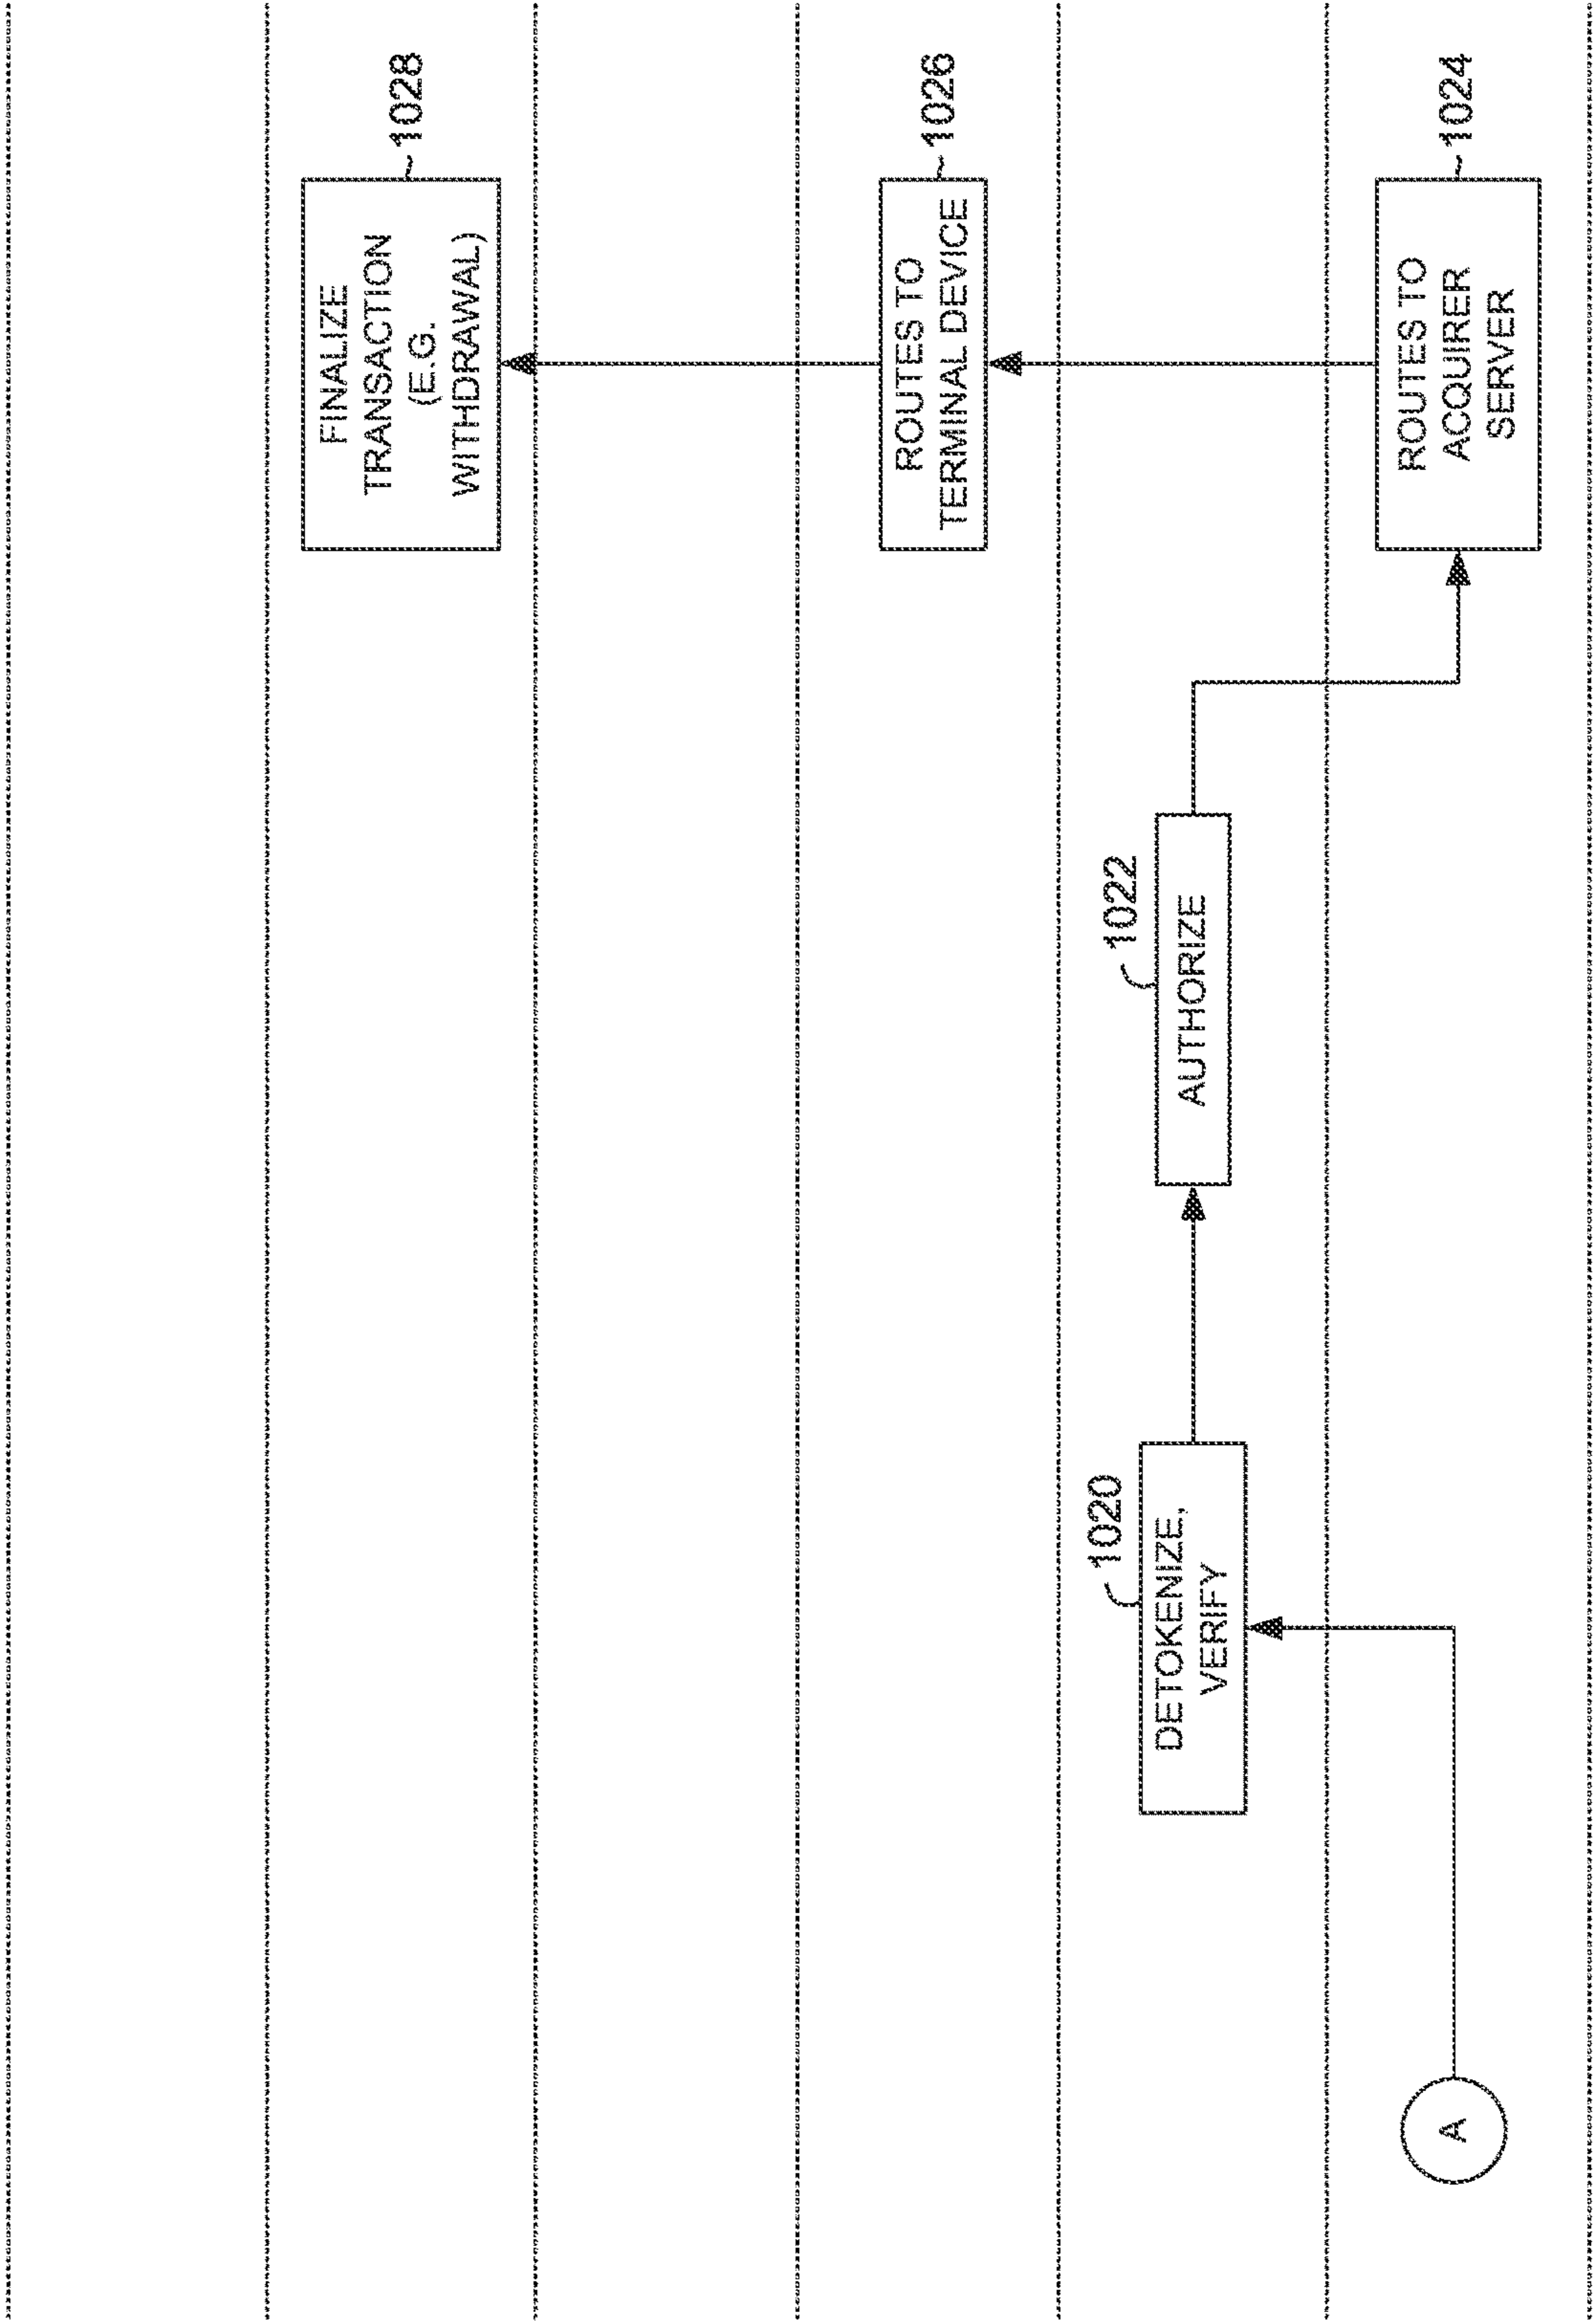 FINALIZE
TRANSACTION
(E.G.
WITHDRAWAL)
1028
ROUTES TO
TERMINAL DEVICE
1026
1020
DETOKENIZE,
VERIFY
1022
AUTHORIZE
A
ROUTES TO
ACQUIRER
SERVER
1024